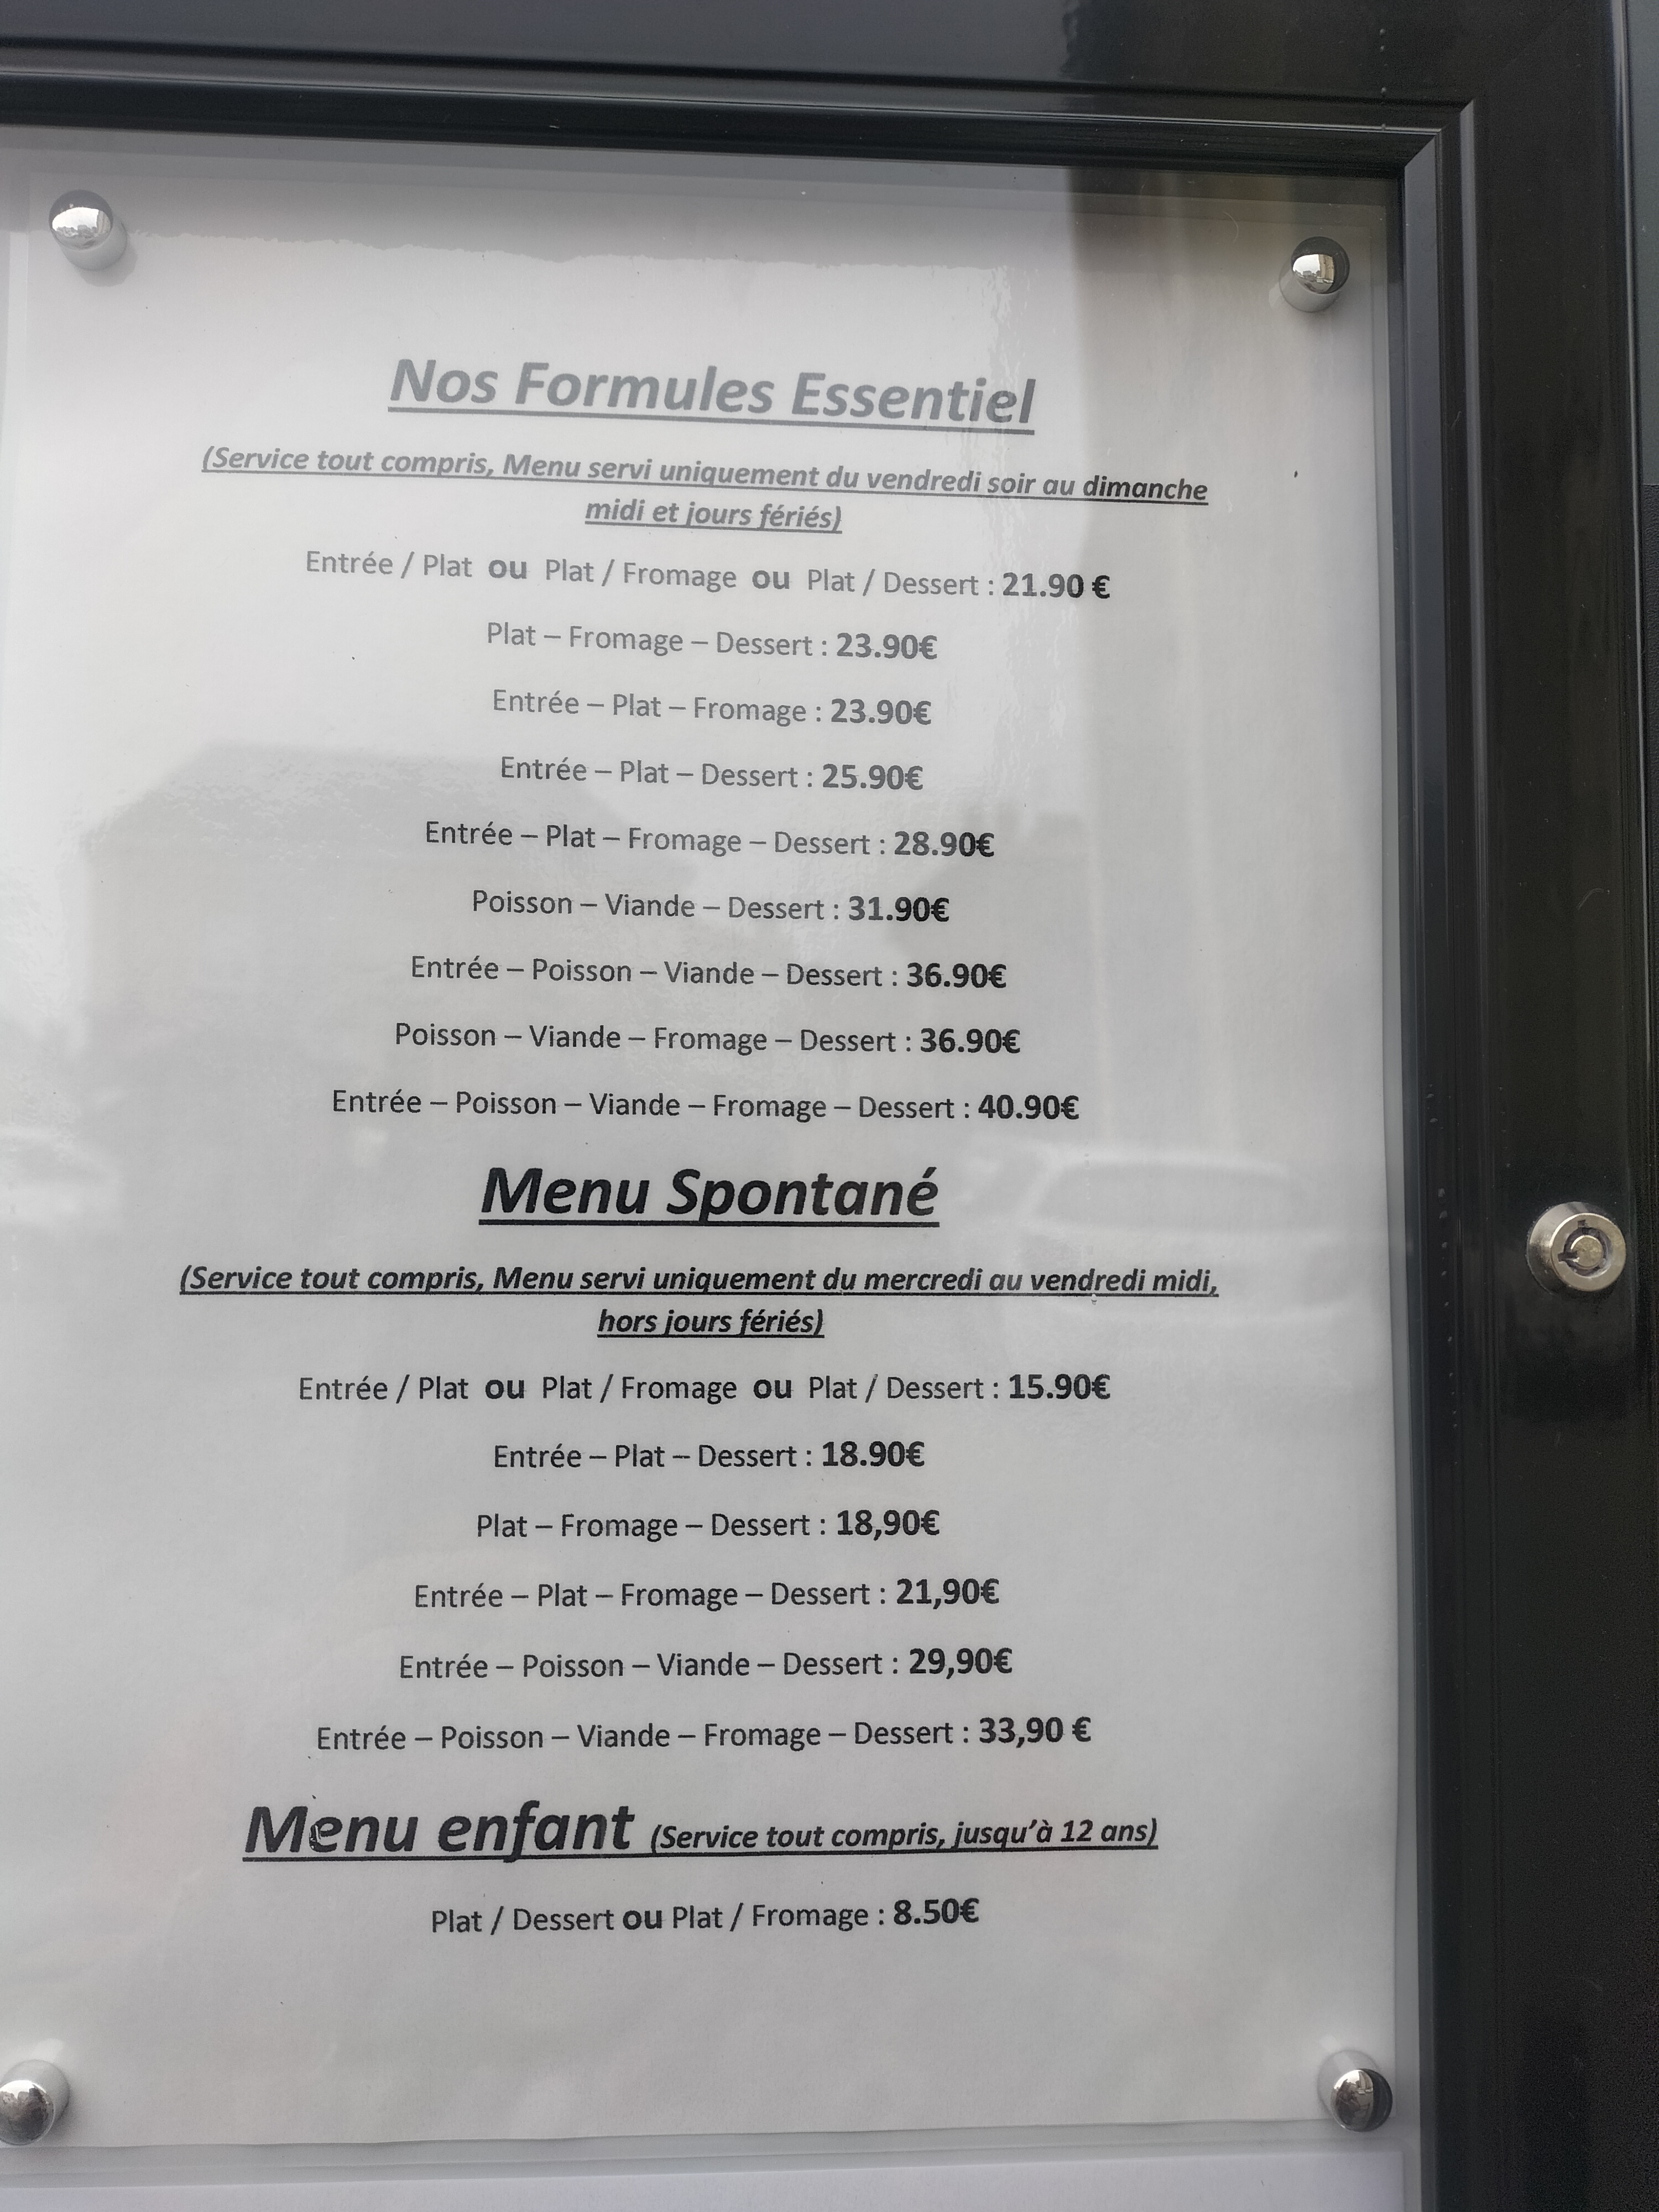 Nos Formules Essentiel
(Service tout compris, Menu servi uniquement du vendredi soir au dimanche
midi et jours fériés)
Entrée / Plat ou Plat / Fromage ou Plat / Dessert : 21.90 €
Plat – Fromage – Dessert : 23.90€
Entrée – Plat – Fromage : 23.90€
Entrée – Plat – Dessert : 25.90€
Entrée – Plat – Fromage – Dessert : 28.90€
Poisson – Viande – Dessert : 31.90€
Entrée – Poisson – Viande – Dessert : 36.90€
Poisson – Viande – Fromage – Dessert : 36.90€
Entrée – Poisson – Viande – Fromage – Dessert : 40.90€
Menu Spontané
(Service tout compris, Menu servi uniquement du mercredi au vendredi midi,
hors jours fériés)
Entrée / Plat ou Plat / Fromage ou Plat / Dessert : 15.90€
Entrée – Plat – Dessert : 18.90€
Plat – Fromage – Dessert : 18,90€
Entrée – Plat – Fromage – Dessert : 21,90€
Entrée – Poisson – Viande – Dessert : 29,90€
Entrée – Poisson – Viande – Fromage – Dessert : 33,90 €
Menu enfant (Service tout compris, jusqu'à 12 ans)
Plat / Dessert ou Plat / Fromage : 8.50€